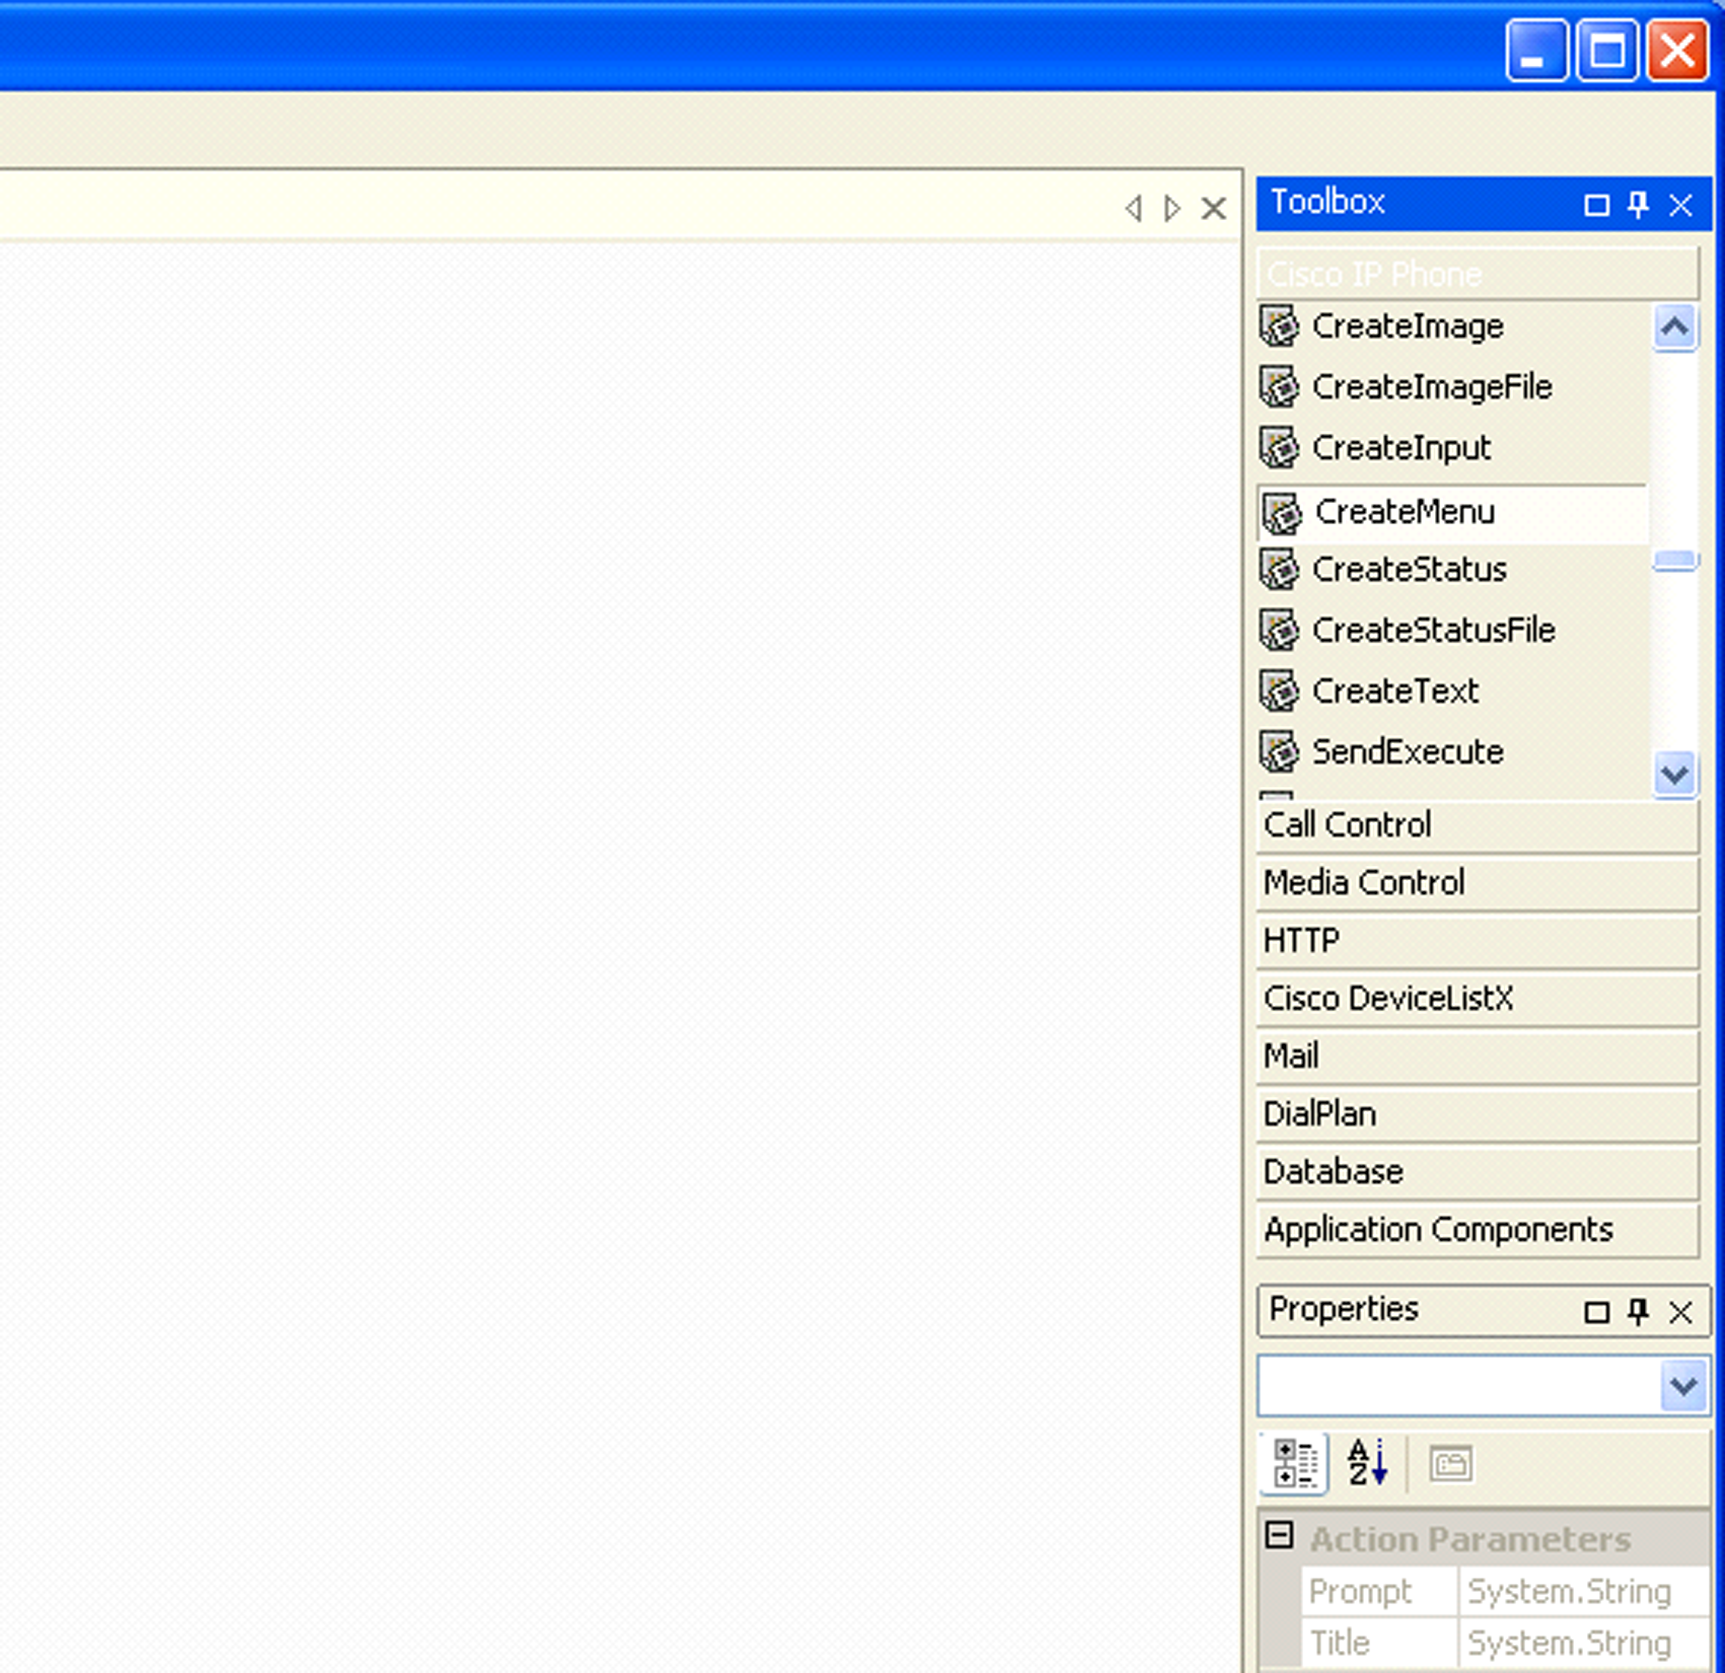 Toolbox
Cisco IP Phone
CreateImage
CreateImageFile
CreateInput
CreateMenu
CreateStatus
CreateStatusFile
CreateText
SendExecute
Call Control
Media Control
HTTP
Cisco DeviceListX
Mail
DialPlan
Database
Application Components
Properties
Action Parameters
Prompt System.String
Title System.String